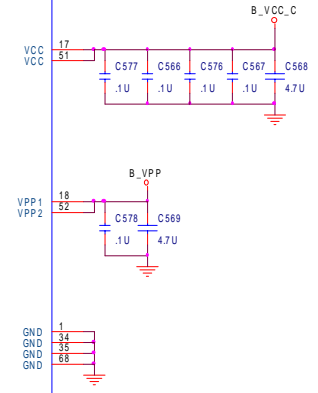 B_VCC_C
VCC 17
VCC 51
C577 C566 C576 C567 C568
.1U .1U .1U .1U 4.7U
B_VPP
VPP1 18
VPP2 52
C578 C569
.1U 4.7U
GND 1
GND 34
GND 35
GND 68